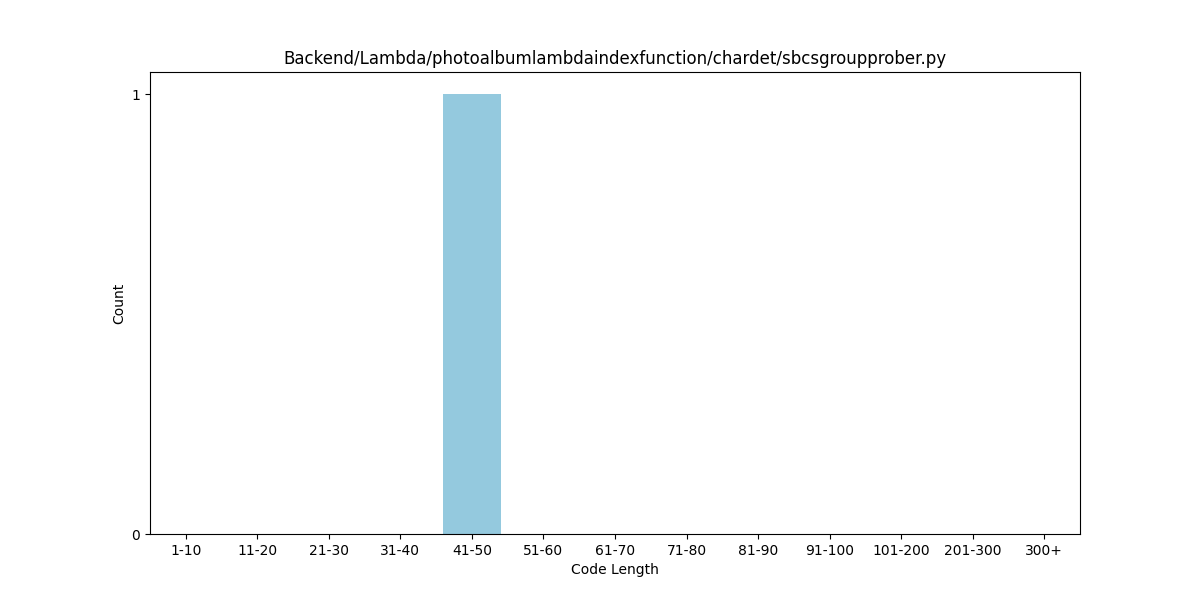 Backend/Lambda/photoalbumlambdaindexfunction/chardet/sbcsgroupprober.py
1
Count
0
1-10 11-20 21-30 31-40 41-50 51-60 61-70 71-80 81-90 91-100 101-200 201-300 300+
Code Length